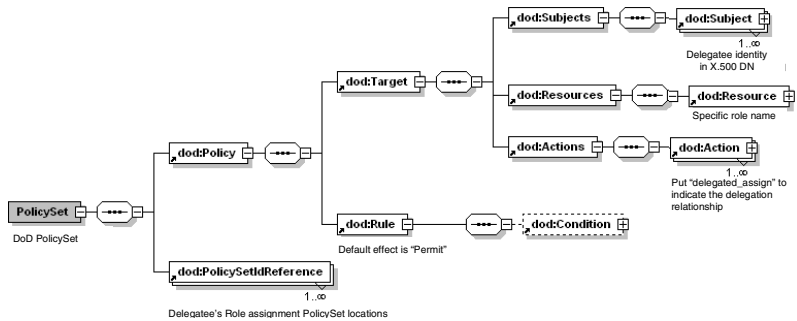 dod:Subjects
dod:Subject
1..∞
Delegatee identity
in X.500 DN
dod:Target
dod:Resources
dod:Resource
Specific role name
dod:Policy
dod:Actions
dod:Action
1..∞
Put "delegated_assign" to
indicate the delegation
relationship
PolicySet
DoD PolicySet
dod:Rule
dod:Condition
Default effect is "Permit"
dod:PolicySetIdReference
1..∞
Delegatee's Role assignment PolicySet locations